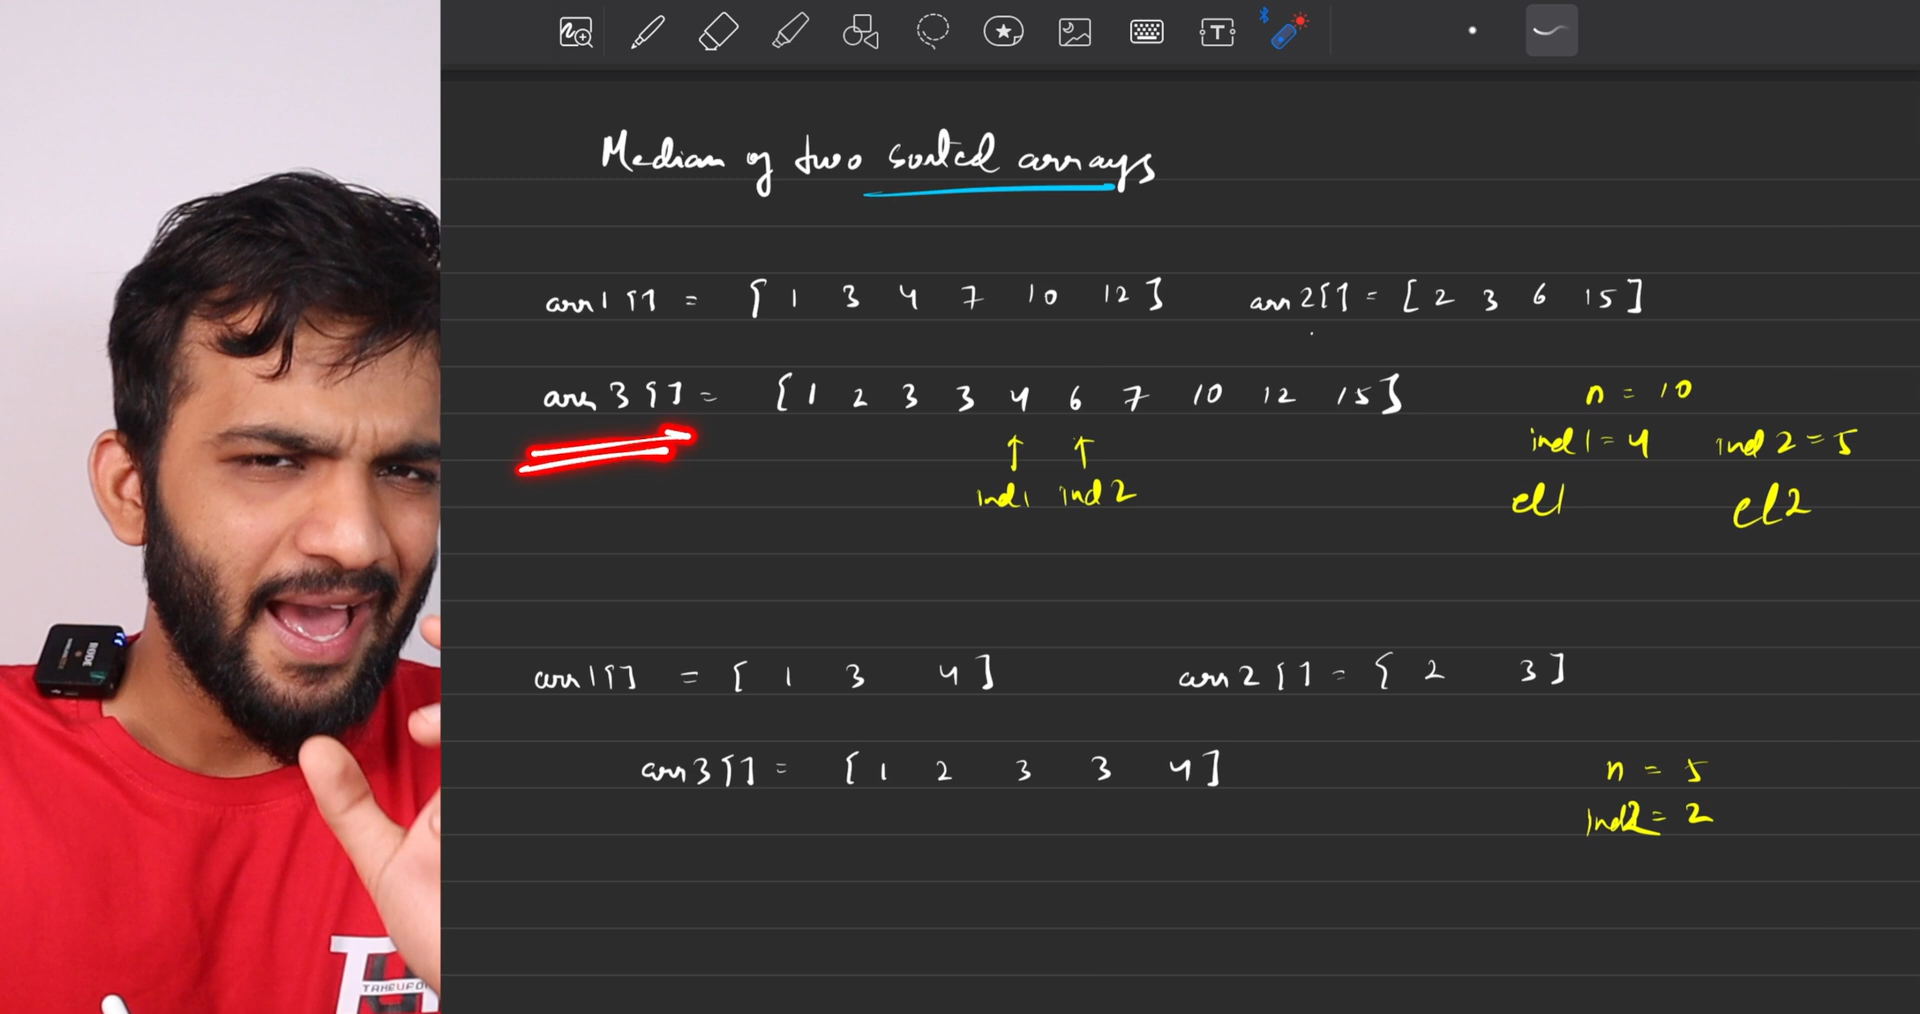 Median of two sorted arrays
arr1[] = [1 3 4 7 10 12] arr2[] = [2 3 6 15]
arr3[] = [1 2 3 3 4 6 7 10 12 15] n = 10
↑ ↑ ind1 = 4 ind2 = 5
ind1 ind2 el1 el2
arr1[] = [1 3 4] arr2[] = [2 3]
arr3[] = [1 2 3 3 4] n = 5
ind2 = 2
RODE
T